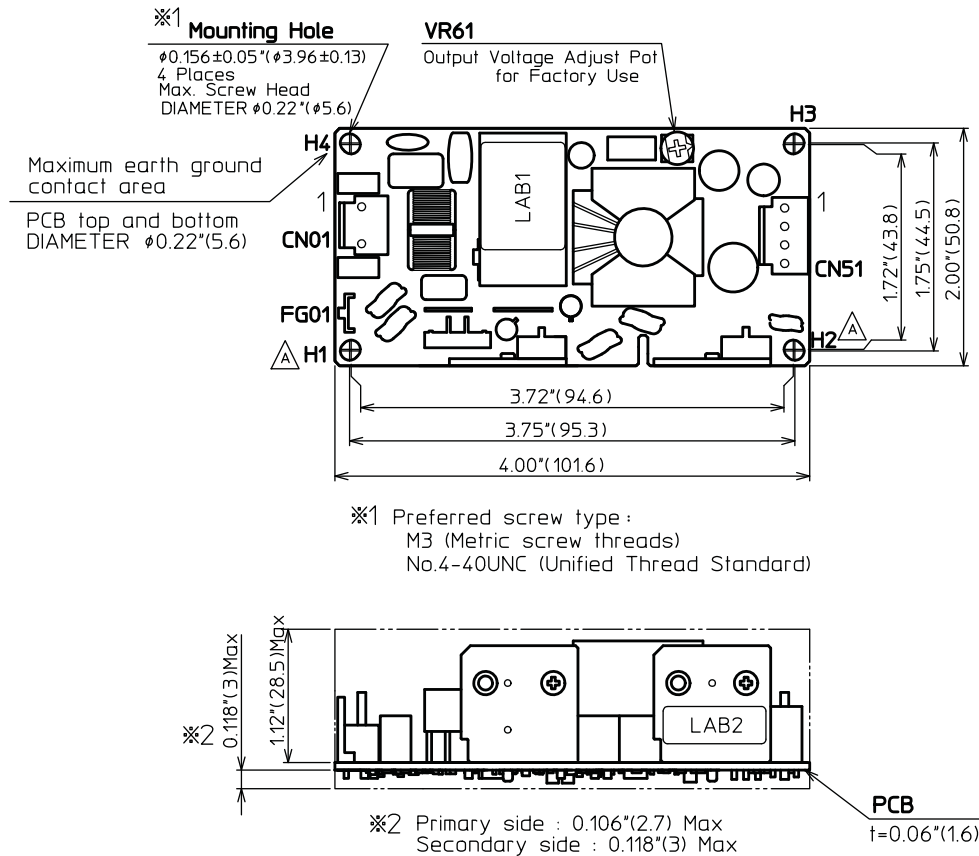 ※1 Mounting Hole
ø0.156±0.05"(ø3.96±0.13)
4 Places
Max. Screw Head
DIAMETER ø0.22"(ø5.6)
VR61
Output Voltage Adjust Pot
for Factory Use
H3
H4
Maximum earth ground
contact area
PCB top and bottom
DIAMETER ø0.22"(5.6)
1
CN01
LAB1
1
CN51
FG01
A H1
H2 A
1.72"(43.8)
1.75"(44.5)
2.00"(50.8)
3.72"(94.6)
3.75"(95.3)
4.00"(101.6)
※1 Preferred screw type:
M3 (Metric screw threads)
No.4-40UNC (Unified Thread Standard)
※2 0.118"(3)Max
1.12"(28.5)Max
LAB2
PCB
t=0.06"(1.6)
※2 Primary side : 0.106"(2.7) Max
Secondary side : 0.118"(3) Max